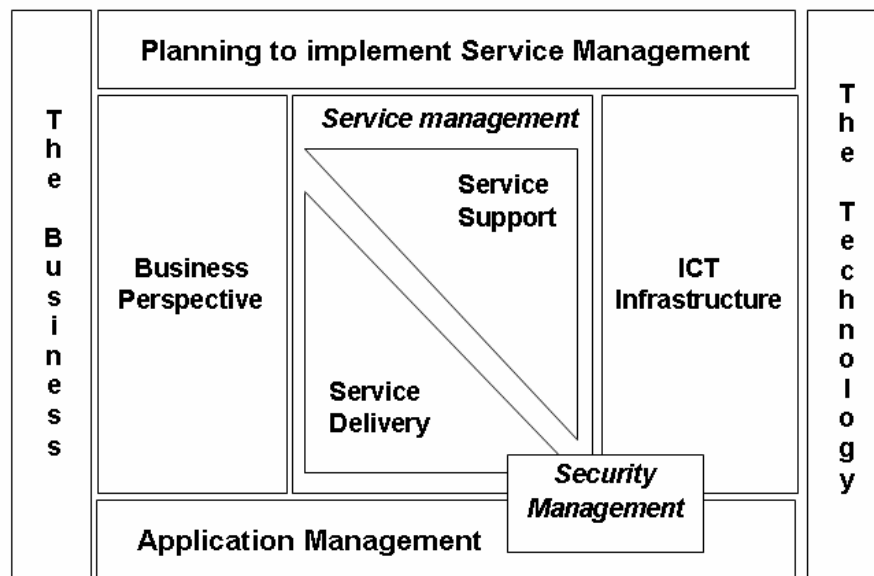 Planning to implement Service Management
The Business
Business
Perspective
Service management
Service
Support
Service
Delivery
ICT
Infrastructure
The Technology
Security
Management
Application Management